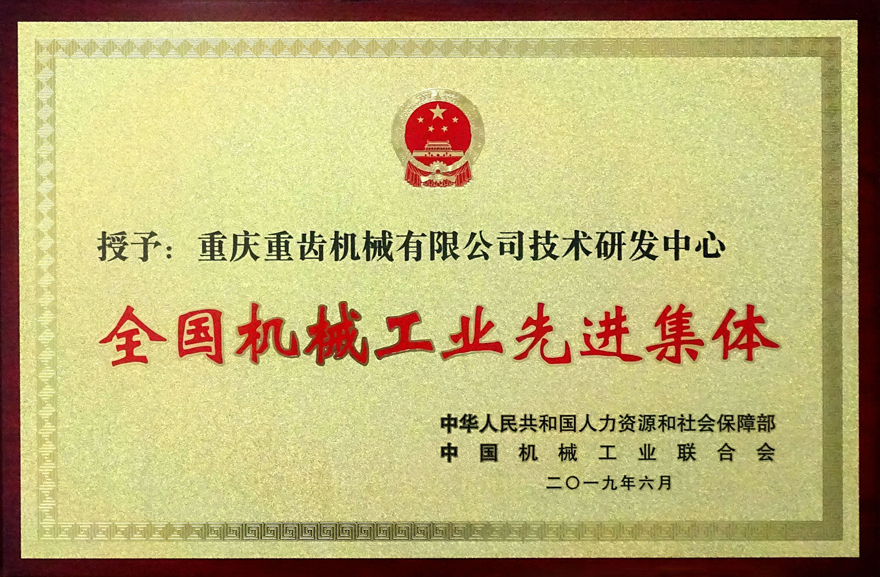 授予：重庆重齿机械有限公司技术研发中心
全国机械工业先进集体
中华人民共和国人力资源和社会保障部
中国机械工业联合会
二〇一九年六月